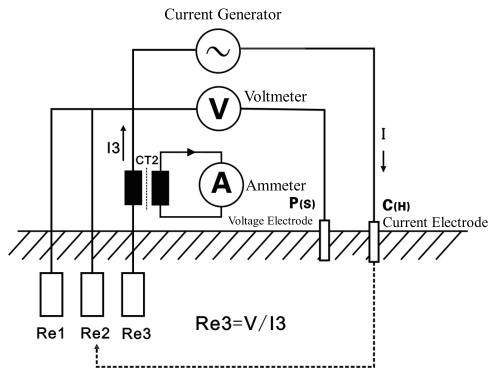 Current Generator
V
Voltmeter
I
I3
CT2
A
Ammeter
P(S)
C(H)
Voltage Electrode
Current Electrode
Re1
Re2
Re3
Re3=V/I3